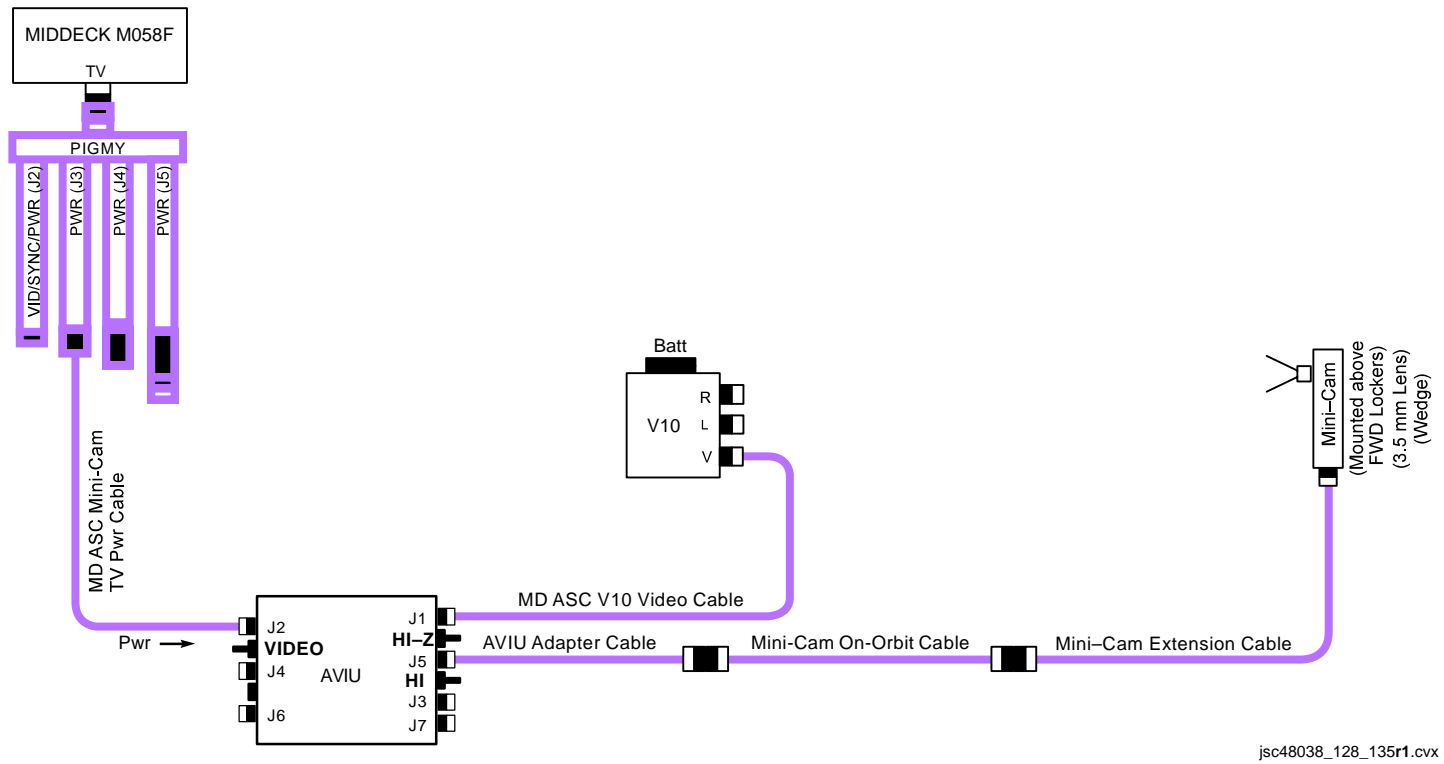 MIDDECK M058F
TV
PIGMY
VID/SYNC/PWR (J2)
PWR (J3)
PWR (J4)
PWR (J5)
MD ASC Mini-Cam
TV Pwr Cable
Pwr
Batt
V10
R
L
V
Mini–Cam
(Mounted above
FWD Lockers)
(3.5 mm Lens)
(Wedge)
MD ASC V10 Video Cable
AVIU Adapter Cable
Mini-Cam On-Orbit Cable
Mini–Cam Extension Cable
J2
VIDEO
J4
J6
AVIU
J1
HI–Z
J5
HI
J3
J7
jsc48038_128_135r1.cvx